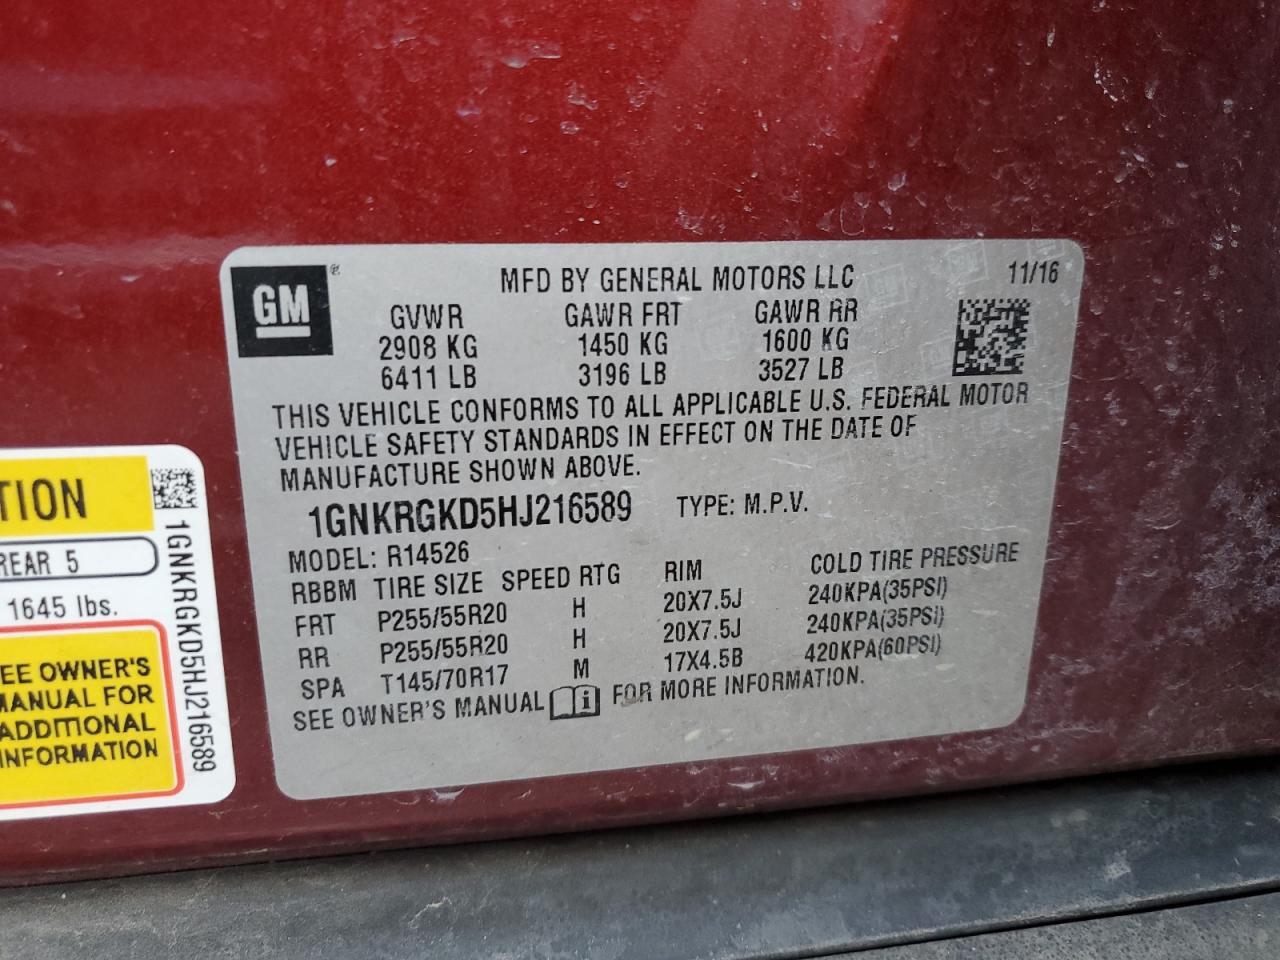 GM®
MFD BY GENERAL MOTORS LLC
11/16
GVWR GAWR FRT GAWR RR
2908 KG 1450 KG 1600 KG
6411 LB 3196 LB 3527 LB
THIS VEHICLE CONFORMS TO ALL APPLICABLE U.S. FEDERAL MOTOR
VEHICLE SAFETY STANDARDS IN EFFECT ON THE DATE OF
MANUFACTURE SHOWN ABOVE.
1GNKRGKD5HJ216589 TYPE: M.P.V.
MODEL: R14526
RBBM TIRE SIZE SPEED RTG RIM COLD TIRE PRESSURE
FRT P255/55R20 H 20X7.5J 240KPA(35PSI)
RR P255/55R20 H 20X7.5J 240KPA(35PSI)
SPA T145/70R17 M 17X4.5B 420KPA(60PSI)
SEE OWNER'S MANUAL i FOR MORE INFORMATION.
TION
REAR 5
1645 lbs.
EE OWNER'S
MANUAL FOR
ADDITIONAL
INFORMATION
1GNKRGKD5HJ216589